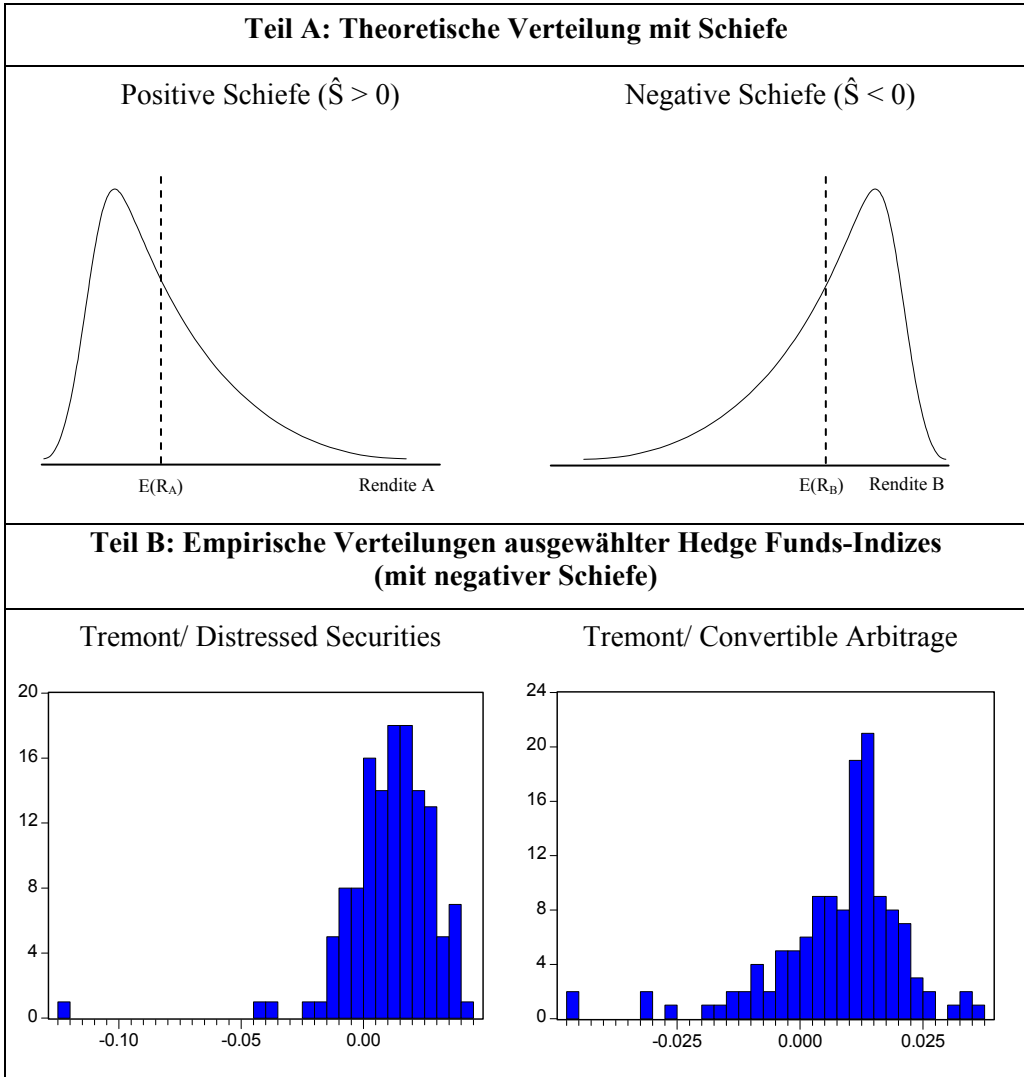 Teil A: Theoretische Verteilung mit Schiefe
Positive Schiefe (Ŝ > 0)
Negative Schiefe (Ŝ < 0)
E(R_A)
Rendite A
E(R_B)
Rendite B
Teil B: Empirische Verteilungen ausgewählter Hedge Funds-Indizes
(mit negativer Schiefe)
Tremont/ Distressed Securities
Tremont/ Convertible Arbitrage
20
16
12
8
4
0
-0.10
-0.05
0.00
24
20
16
12
8
4
0
-0.025
0.000
0.025